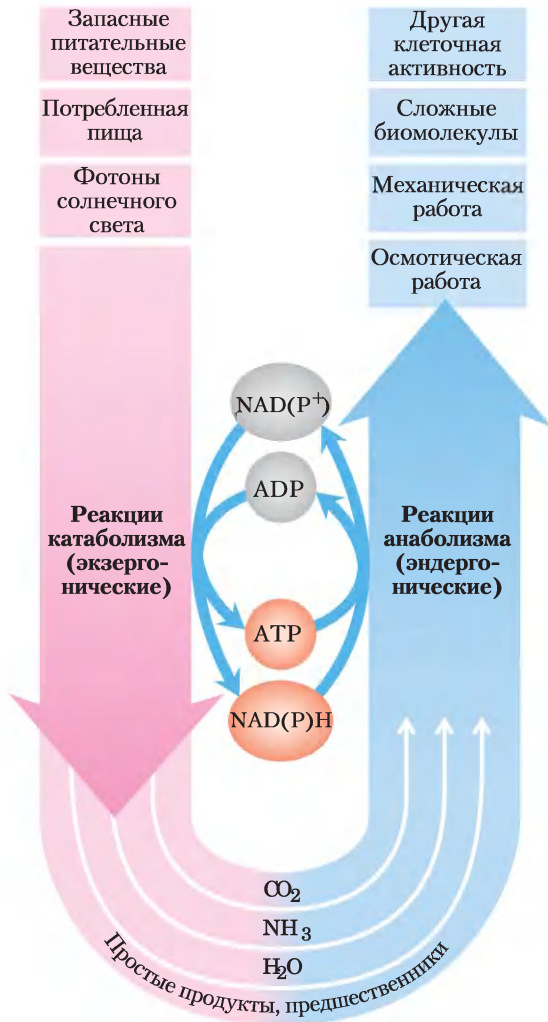 Запасные
питательные
вещества
Потребленная
пища
Фотоны
солнечного
света
Другая
клеточная
активность
Сложные
биомолекулы
Механическая
работа
Осмотическая
работа
NAD(P⁺)
ADP
Реакции
катаболизма
(экзерго-
нические)
Реакции
анаболизма
(эндерго-
нические)
ATP
NAD(P)H
CO₂
NH₃
H₂O
Простые продукты, предшественники